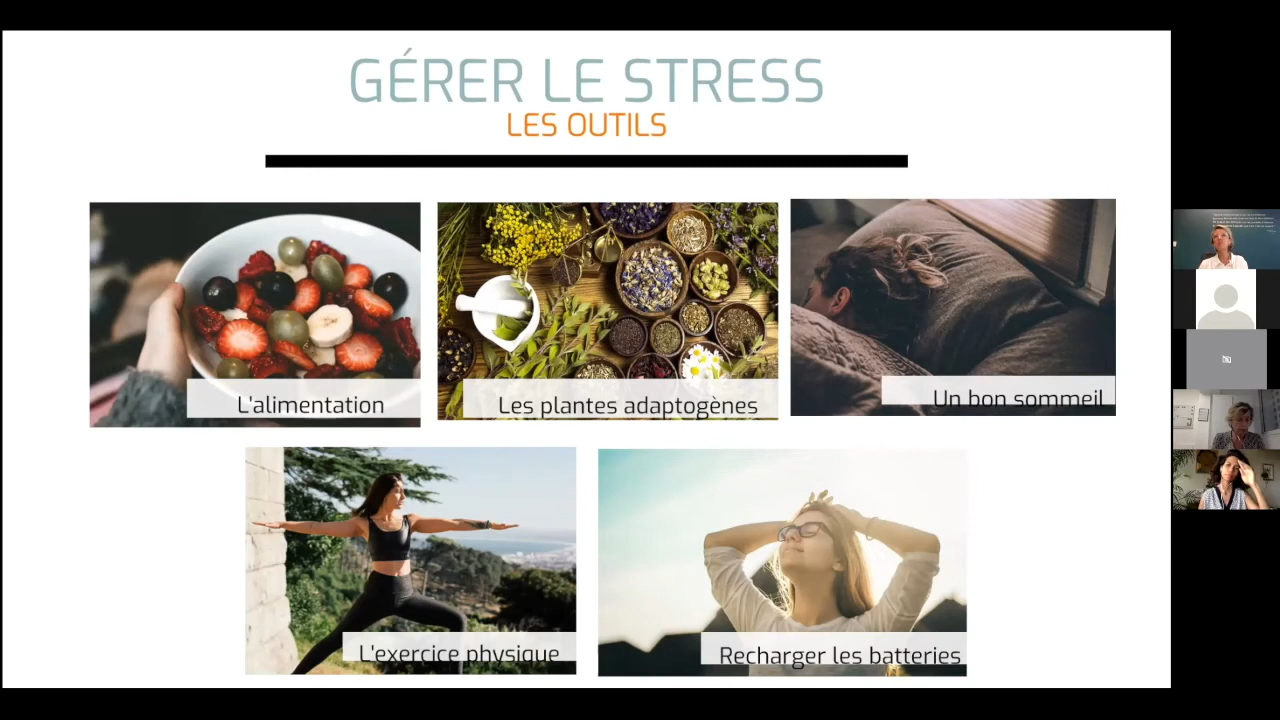 GÉRER LE STRESS
LES OUTILS
L'alimentation
Les plantes adaptogènes
Un bon sommeil
L'exercice physique
Recharger les batteries